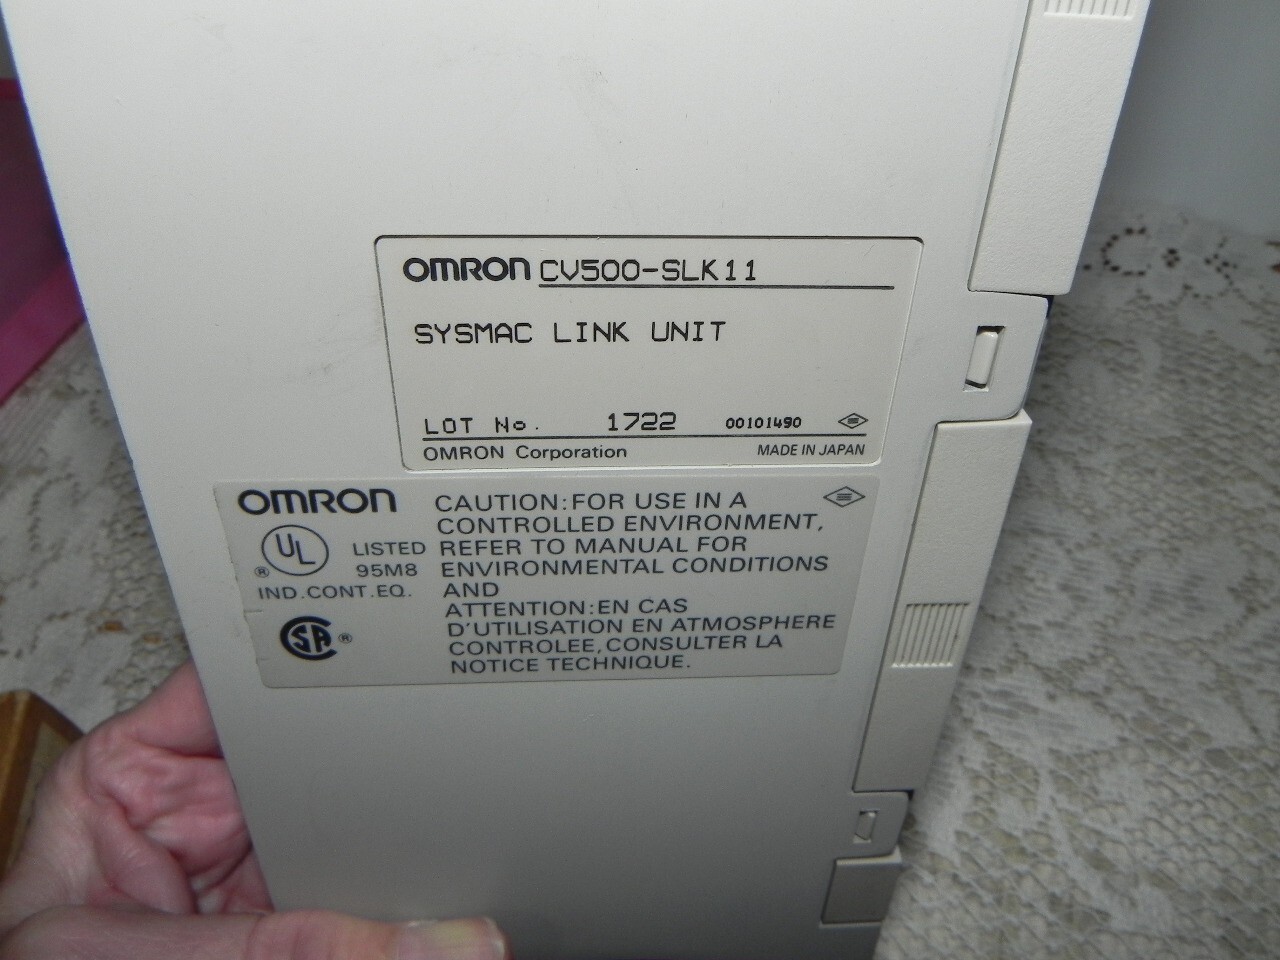 OMRON CV500-SLK11
SYSMAC LINK UNIT
LOT No. 1722 00101490
OMRON Corporation MADE IN JAPAN
OMRON
UL
®
LISTED
95M8
IND.CONT.EQ.
SA ®
CAUTION:FOR USE IN A
CONTROLLED ENVIRONMENT,
REFER TO MANUAL FOR
ENVIRONMENTAL CONDITIONS
AND
ATTENTION:EN CAS
D'UTILISATION EN ATMOSPHERE
CONTROLEE,CONSULTER LA
NOTICE TECHNIQUE.